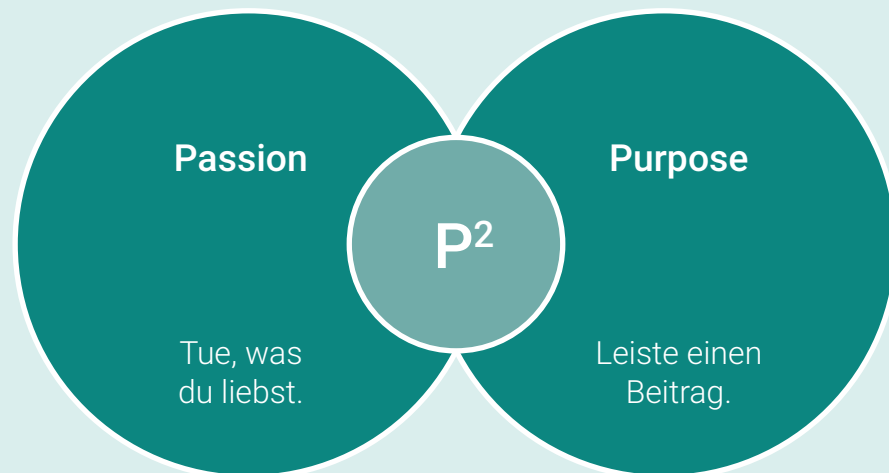 Passion
Tue, was
du liebst.
P²
Purpose
Leiste einen
Beitrag.